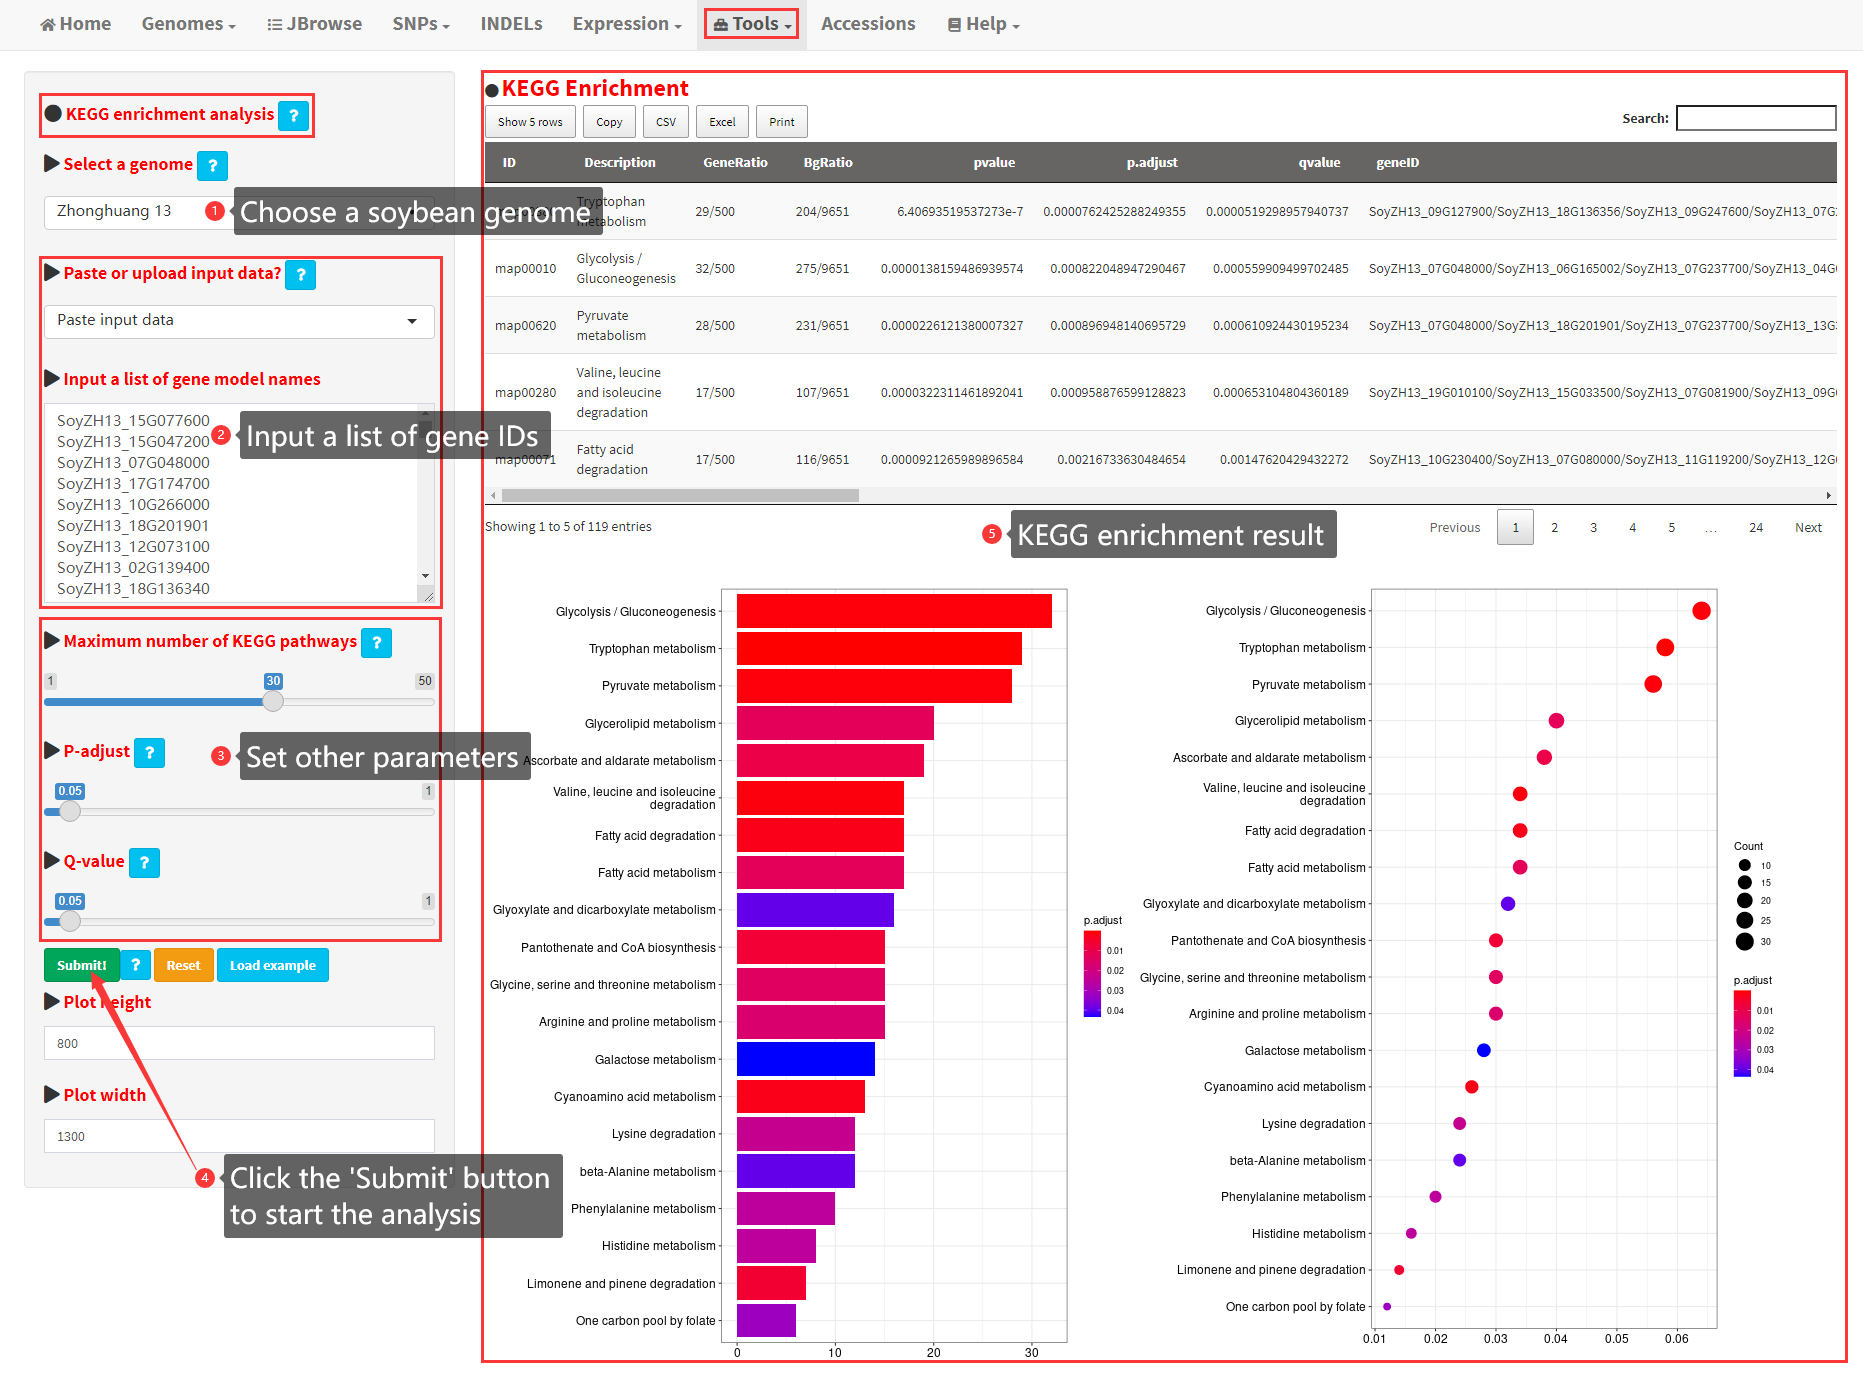 Home Genomes JBrowse SNPs INDELs Expression Tools Accessions Help
KEGG enrichment analysis ?
Select a genome ?
Zhonghuang 13
1 Choose a soybean genome
Paste or upload input data? ?
Paste input data
Input a list of gene model names
SoyZH13_15G077600
SoyZH13_15G047200
SoyZH13_07G048000
SoyZH13_17G174700
SoyZH13_10G266000
SoyZH13_18G201901
SoyZH13_12G073100
SoyZH13_02G139400
SoyZH13_18G136340
2 Input a list of gene IDs
Maximum number of KEGG pathways ?
1 30 50
P-adjust ?
3 Set other parameters
0.05 1
Q-value ?
0.05 1
Submit! ? Reset Load example
Plot height
800
Plot width
1300
4 Click the 'Submit' button
to start the analysis
KEGG Enrichment
Show 5 rows Copy CSV Excel Print
Search:
ID Description GeneRatio BgRatio pvalue p.adjust qvalue geneID
Tryptophan
metabolism
29/500 204/9651 6.40693519537273e-7 0.0000762425288249355 0.0000519298957940737 SoyZH13_09G127900/SoyZH13_18G136356/SoyZH13_09G247600/SoyZH13_07G
map00010
Glycolysis /
Gluconeogenesis
32/500 275/9651 0.0000138159486939574 0.000822048947290467 0.000559909499702485 SoyZH13_07G048000/SoyZH13_06G165002/SoyZH13_07G237700/SoyZH13_04G
map00620
Pyruvate
metabolism
28/500 231/9651 0.0000226121380007327 0.000896948140695729 0.000610924430195234 SoyZH13_07G048000/SoyZH13_18G201901/SoyZH13_07G237700/SoyZH13_13G
map00280
Valine, leucine
and isoleucine
degradation
17/500 107/9651 0.0000322311461892041 0.000958876599128823 0.000653104804360189 SoyZH13_19G010100/SoyZH13_15G033500/SoyZH13_07G081900/SoyZH13_09G
map00071
Fatty acid
degradation
17/500 116/9651 0.0000921265989896584 0.00216733630484654 0.00147620429432272 SoyZH13_10G230400/SoyZH13_07G080000/SoyZH13_11G119200/SoyZH13_12G
Showing 1 to 5 of 119 entries
5 KEGG enrichment result
Previous 1 2 3 4 5 … 24 Next
Glycolysis / Gluconeogenesis
Tryptophan metabolism
Pyruvate metabolism
Glycerolipid metabolism
Ascorbate and aldarate metabolism
Valine, leucine and isoleucine
degradation
Fatty acid degradation
Fatty acid metabolism
Glyoxylate and dicarboxylate metabolism
Pantothenate and CoA biosynthesis
Glycine, serine and threonine metabolism
Arginine and proline metabolism
Galactose metabolism
Cyanoamino acid metabolism
Lysine degradation
beta-Alanine metabolism
Phenylalanine metabolism
Histidine metabolism
Limonene and pinene degradation
One carbon pool by folate
0 10 20 30
p.adjust
0.01
0.02
0.03
0.04
Glycolysis / Gluconeogenesis
Tryptophan metabolism
Pyruvate metabolism
Glycerolipid metabolism
Ascorbate and aldarate metabolism
Valine, leucine and isoleucine
degradation
Fatty acid degradation
Fatty acid metabolism
Glyoxylate and dicarboxylate metabolism
Pantothenate and CoA biosynthesis
Glycine, serine and threonine metabolism
Arginine and proline metabolism
Galactose metabolism
Cyanoamino acid metabolism
Lysine degradation
beta-Alanine metabolism
Phenylalanine metabolism
Histidine metabolism
Limonene and pinene degradation
One carbon pool by folate
0.01 0.02 0.03 0.04 0.05 0.06
Count
10
15
20
25
30
p.adjust
0.01
0.02
0.03
0.04